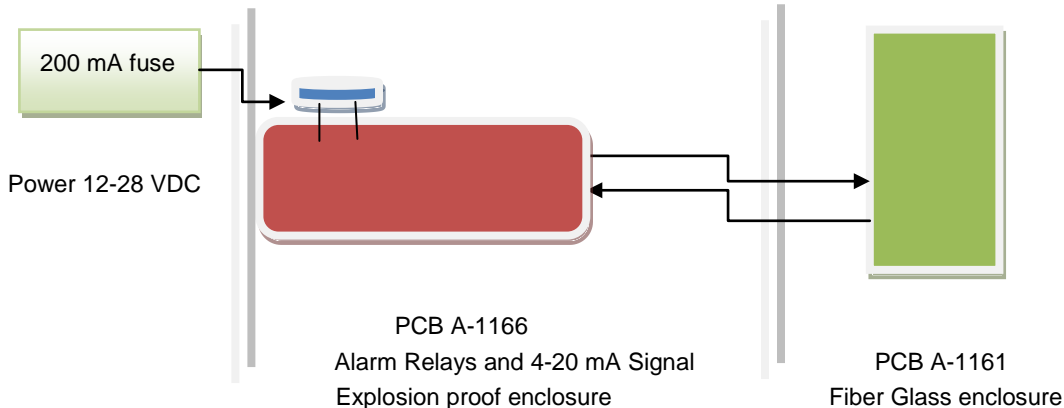 200 mA fuse
Power 12-28 VDC
PCB A-1166
Alarm Relays and 4-20 mA Signal
Explosion proof enclosure
PCB A-1161
Fiber Glass enclosure